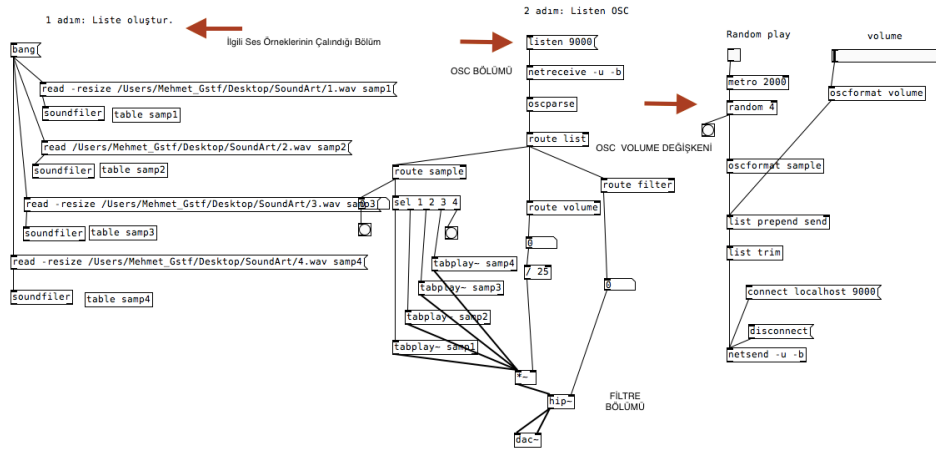 1 adım: Liste oluştur.
İlgili Ses Örneklerinin Çalındığı Bölüm
bang
read -resize /Users/Mehmet_Gstf/Desktop/SoundArt/1.wav samp1
soundfiler
table samp1
read /Users/Mehmet_Gstf/Desktop/SoundArt/2.wav samp2
soundfiler
table samp2
read -resize /Users/Mehmet_Gstf/Desktop/SoundArt/3.wav samp3
soundfiler
table samp3
read -resize /Users/Mehmet_Gstf/Desktop/SoundArt/4.wav samp4
soundfiler
table samp4
2 adım: Listen OSC
listen 9000
OSC BÖLÜMÜ
netreceive -u -b
oscparse
route list
OSC VOLUME DEĞIŞKENİ
route sample
0
sel 1 2 3 4
route volume
route filter
0
/ 25
0
tabplay~ samp4
tabplay~ samp3
tabplay~ samp2
tabplay~ samp1
*~
hip~
FİLTRE
BÖLÜMÜ
dac~
Random play
volume
metro 2000
oscformat volume
random 4
oscformat sample
list prepend send
list trim
connect localhost 9000
disconnect
netsend -u -b